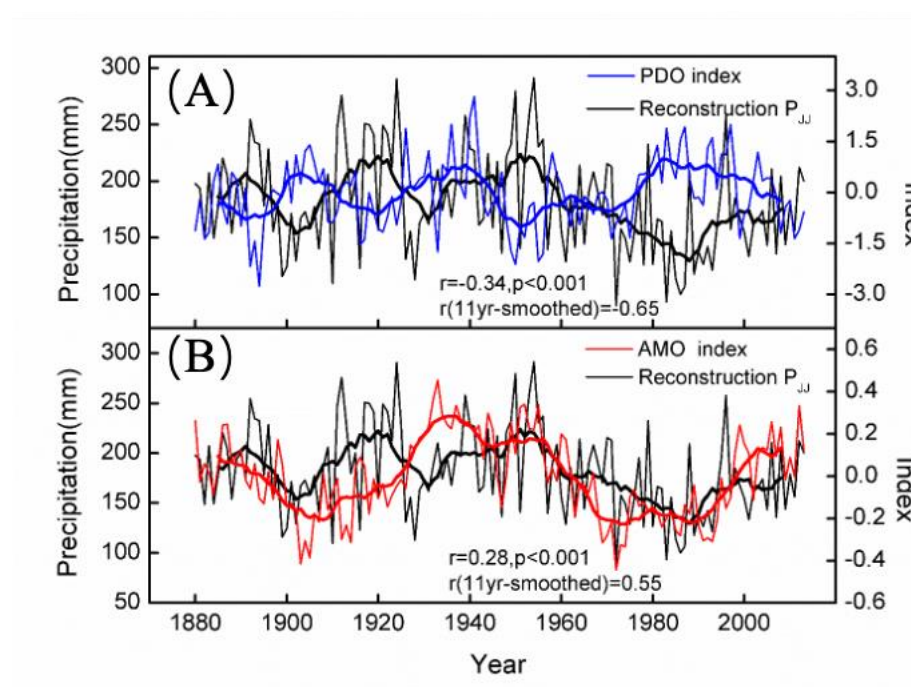 (A)
PDO index
Reconstruction P JJ
300
250
200
150
100
Precipitation(mm)
3.0
1.5
0.0
-1.5
-3.0
Index
r=-0.34,p<0.001
r(11yr-smoothed)=-0.65
(B)
AMO index
Reconstruction P JJ
300
250
200
150
100
50
Precipitation(mm)
0.6
0.4
0.2
0.0
-0.2
-0.4
-0.6
Index
r=0.28,p<0.001
r(11yr-smoothed)=0.55
1880 1900 1920 1940 1960 1980 2000
Year